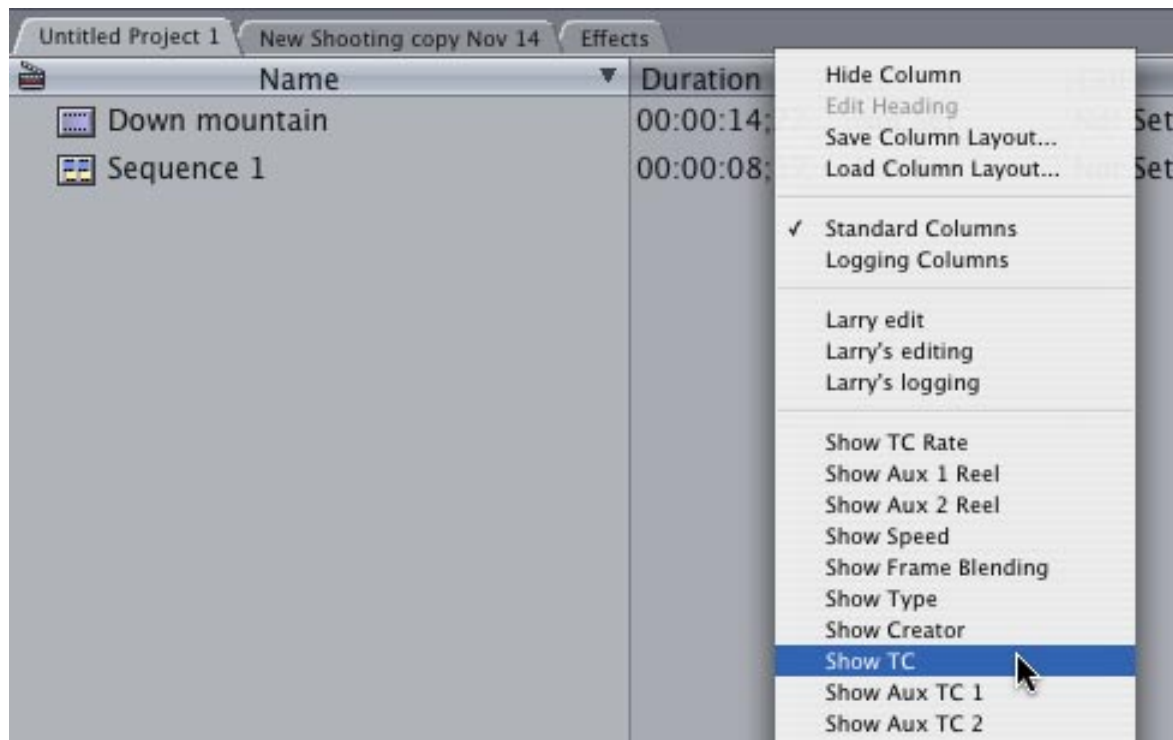 Untitled Project 1
New Shooting copy Nov 14
Effects
Name
Duration
Down mountain
00:00:14;
Set
Sequence 1
00:00:08;
Set
Hide Column
Edit Heading
Save Column Layout...
Load Column Layout...
✓ Standard Columns
Logging Columns
Larry edit
Larry's editing
Larry's logging
Show TC Rate
Show Aux 1 Reel
Show Aux 2 Reel
Show Speed
Show Frame Blending
Show Type
Show Creator
Show TC
Show Aux TC 1
Show Aux TC 2